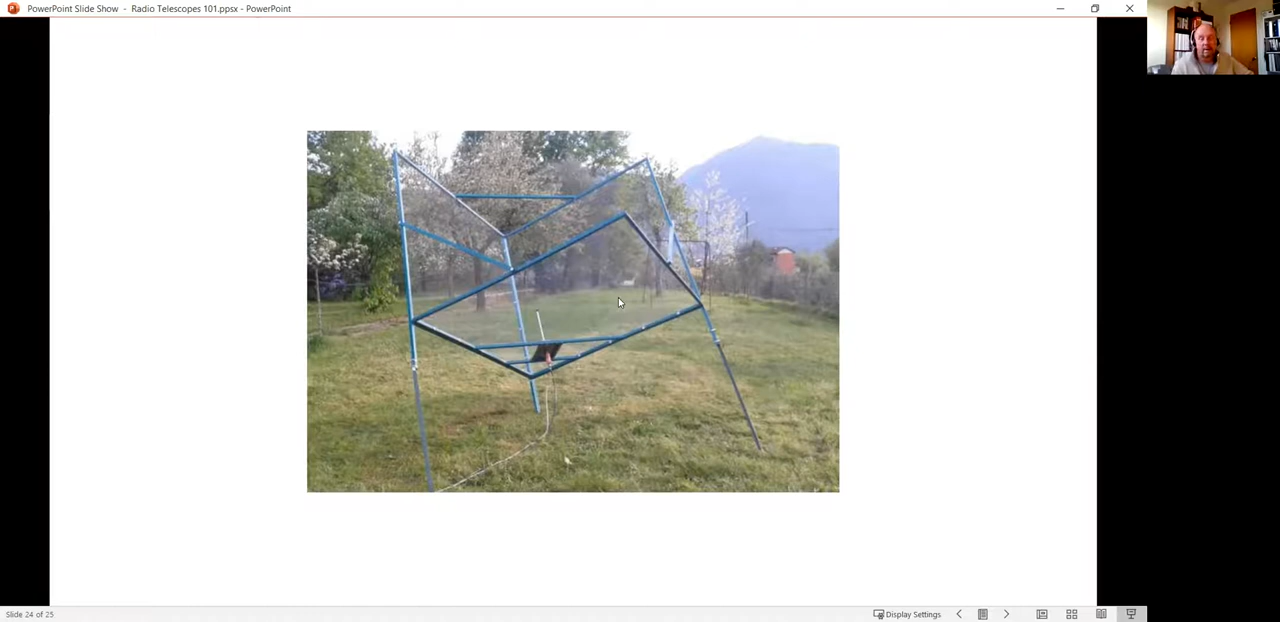 PowerPoint Slide Show - Radio Telescopes 101.ppsx - PowerPoint
Slide 24 of 25
Display Settings